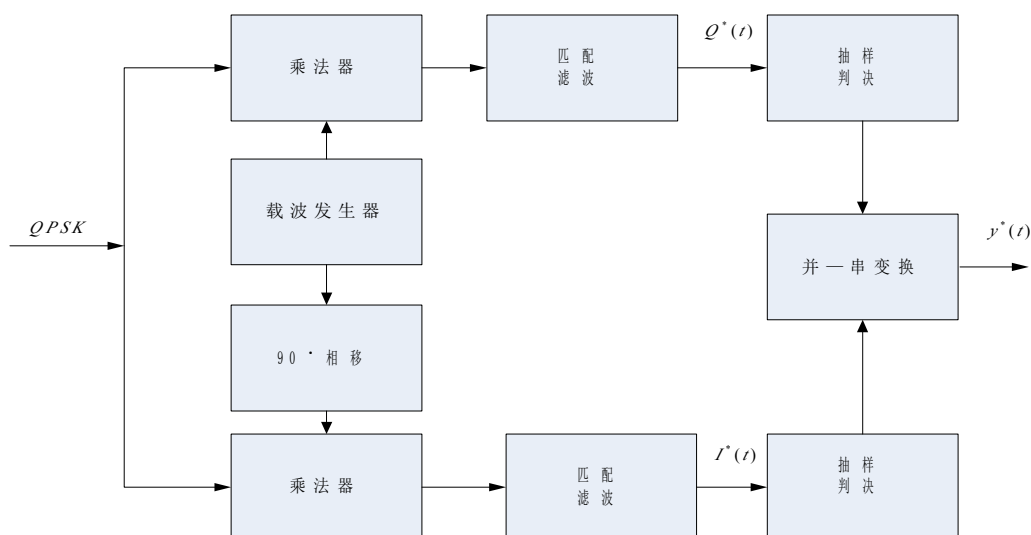 乘法器
匹配
滤波
Q*(t)
抽样
判决
载波发生器
QPSK
并—串变换
y*(t)
90°相移
乘法器
匹配
滤波
I*(t)
抽样
判决